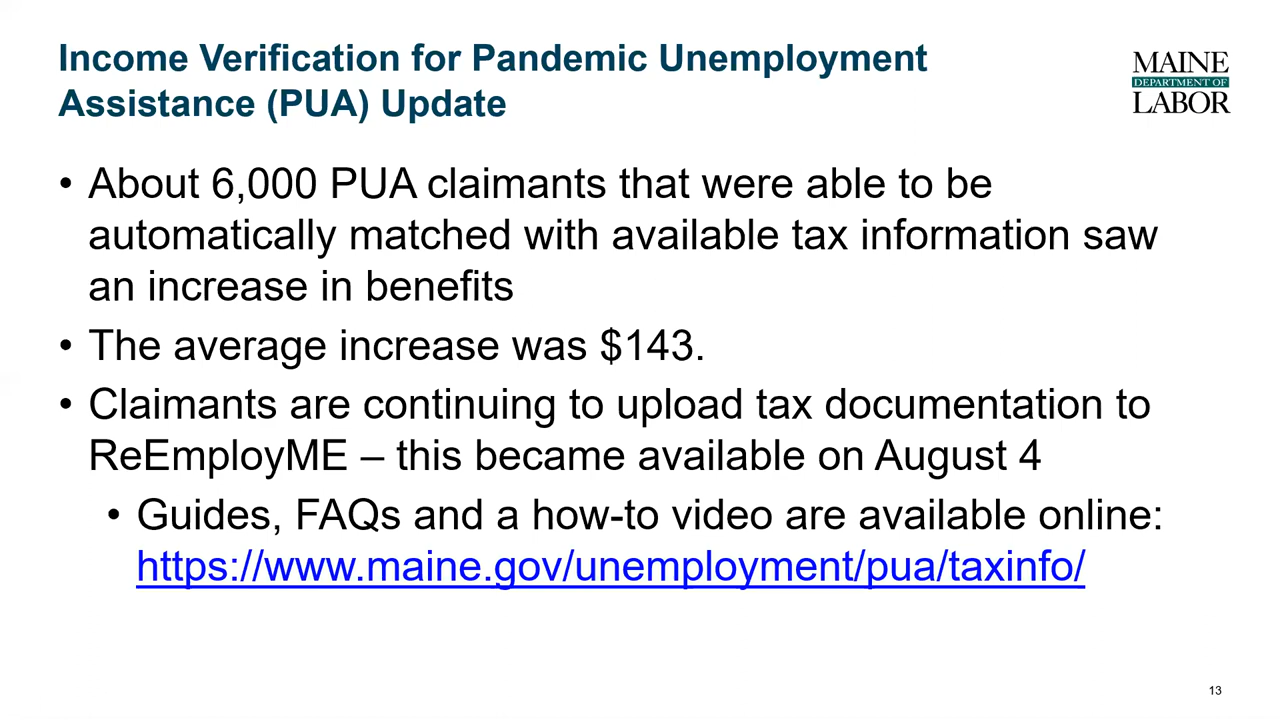 Income Verification for Pandemic Unemployment
Assistance (PUA) Update
MAINE
DEPARTMENT OF
LABOR
• About 6,000 PUA claimants that were able to be
automatically matched with available tax information saw
an increase in benefits
• The average increase was $143.
• Claimants are continuing to upload tax documentation to
ReEmployME – this became available on August 4
• Guides, FAQs and a how-to video are available online:
https://www.maine.gov/unemployment/pua/taxinfo/
13